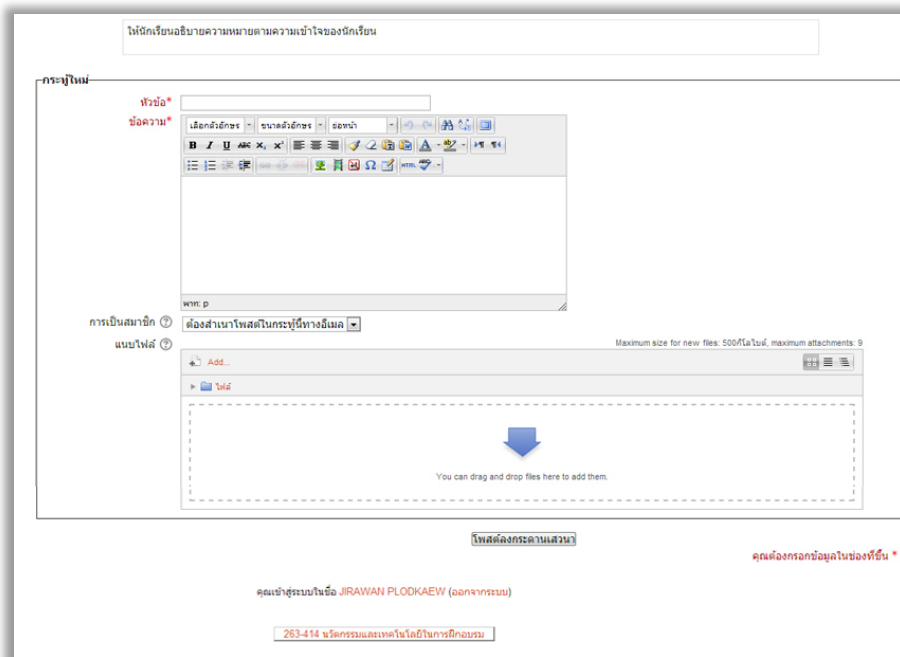 ให้นักเรียนอธิบายความหมายตามความเข้าใจของนักเรียน
กระทู้ใหม่
หัวข้อ*
ข้อความ*
เลือกตัวอักษร ขนาดตัวอักษร ย่อหน้า
B I U ABC X₂ X² A ab
Ω HTML ABC
พาท: p
การเป็นสมาชิก ? ต้องสำเนาโพสต์ในกระทู้นี้ทางอีเมล
แนบไฟล์ ? Maximum size for new files: 500กิโลไบต์, maximum attachments: 9
Add...
ไฟล์
You can drag and drop files here to add them.
โพสต์ลงกระดานเสวนา
คุณต้องกรอกข้อมูลในช่องที่ขึ้น *
คุณเข้าสู่ระบบในชื่อ JIRAWAN PLODKAEW (ออกจากระบบ)
263-414 นวัตกรรมและเทคโนโลยีในการฝึกอบรม